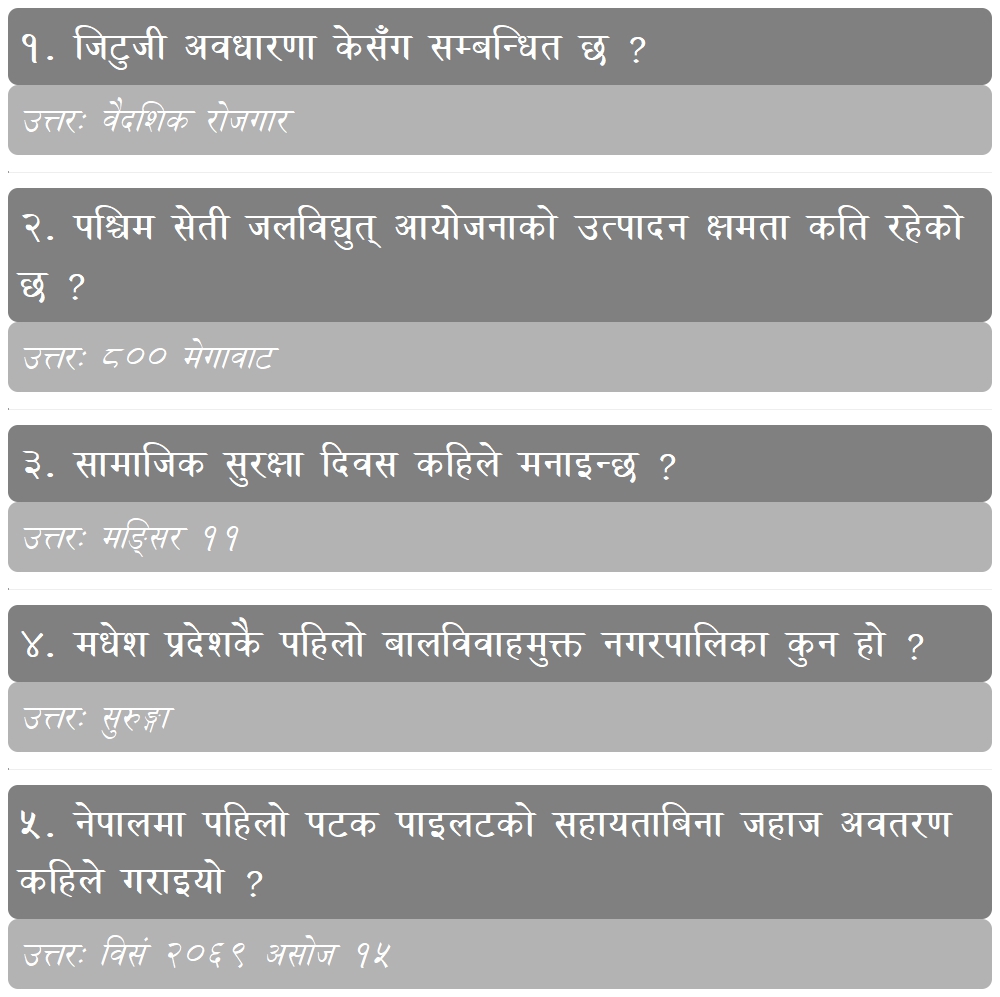 १. जिटुजी अवधारणा केसँग सम्बन्धित छ ?
उत्तरः वैदशिक रोजगार
२. पश्चिम सेती जलविद्युत् आयोजनाको उत्पादन क्षमता कति रहेको
छ ?
उत्तरः ८०० मेगावाट
३. सामाजिक सुरक्षा दिवस कहिले मनाइन्छ ?
उत्तरः मङ्सिर ११
४. मधेश प्रदेशकै पहिलो बालविवाहमुक्त नगरपालिका कुन हो ?
उत्तरः सुरुङ्गा
५. नेपालमा पहिलो पटक पाइलटको सहायताबिना जहाज अवतरण
कहिले गराइयो ?
उत्तरः विसं २०६९ असोज १५